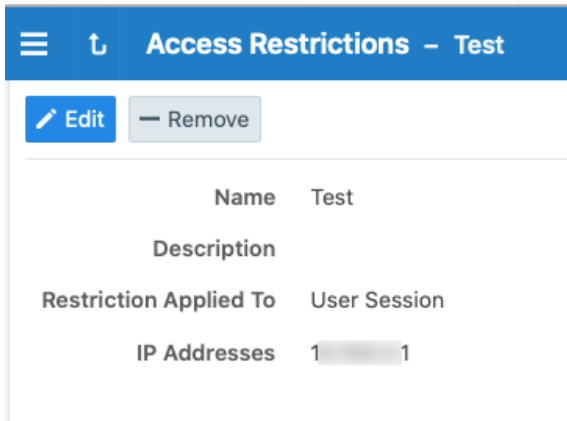 Access Restrictions – Test
Edit
Remove
Name Test
Description
Restriction Applied To User Session
IP Addresses